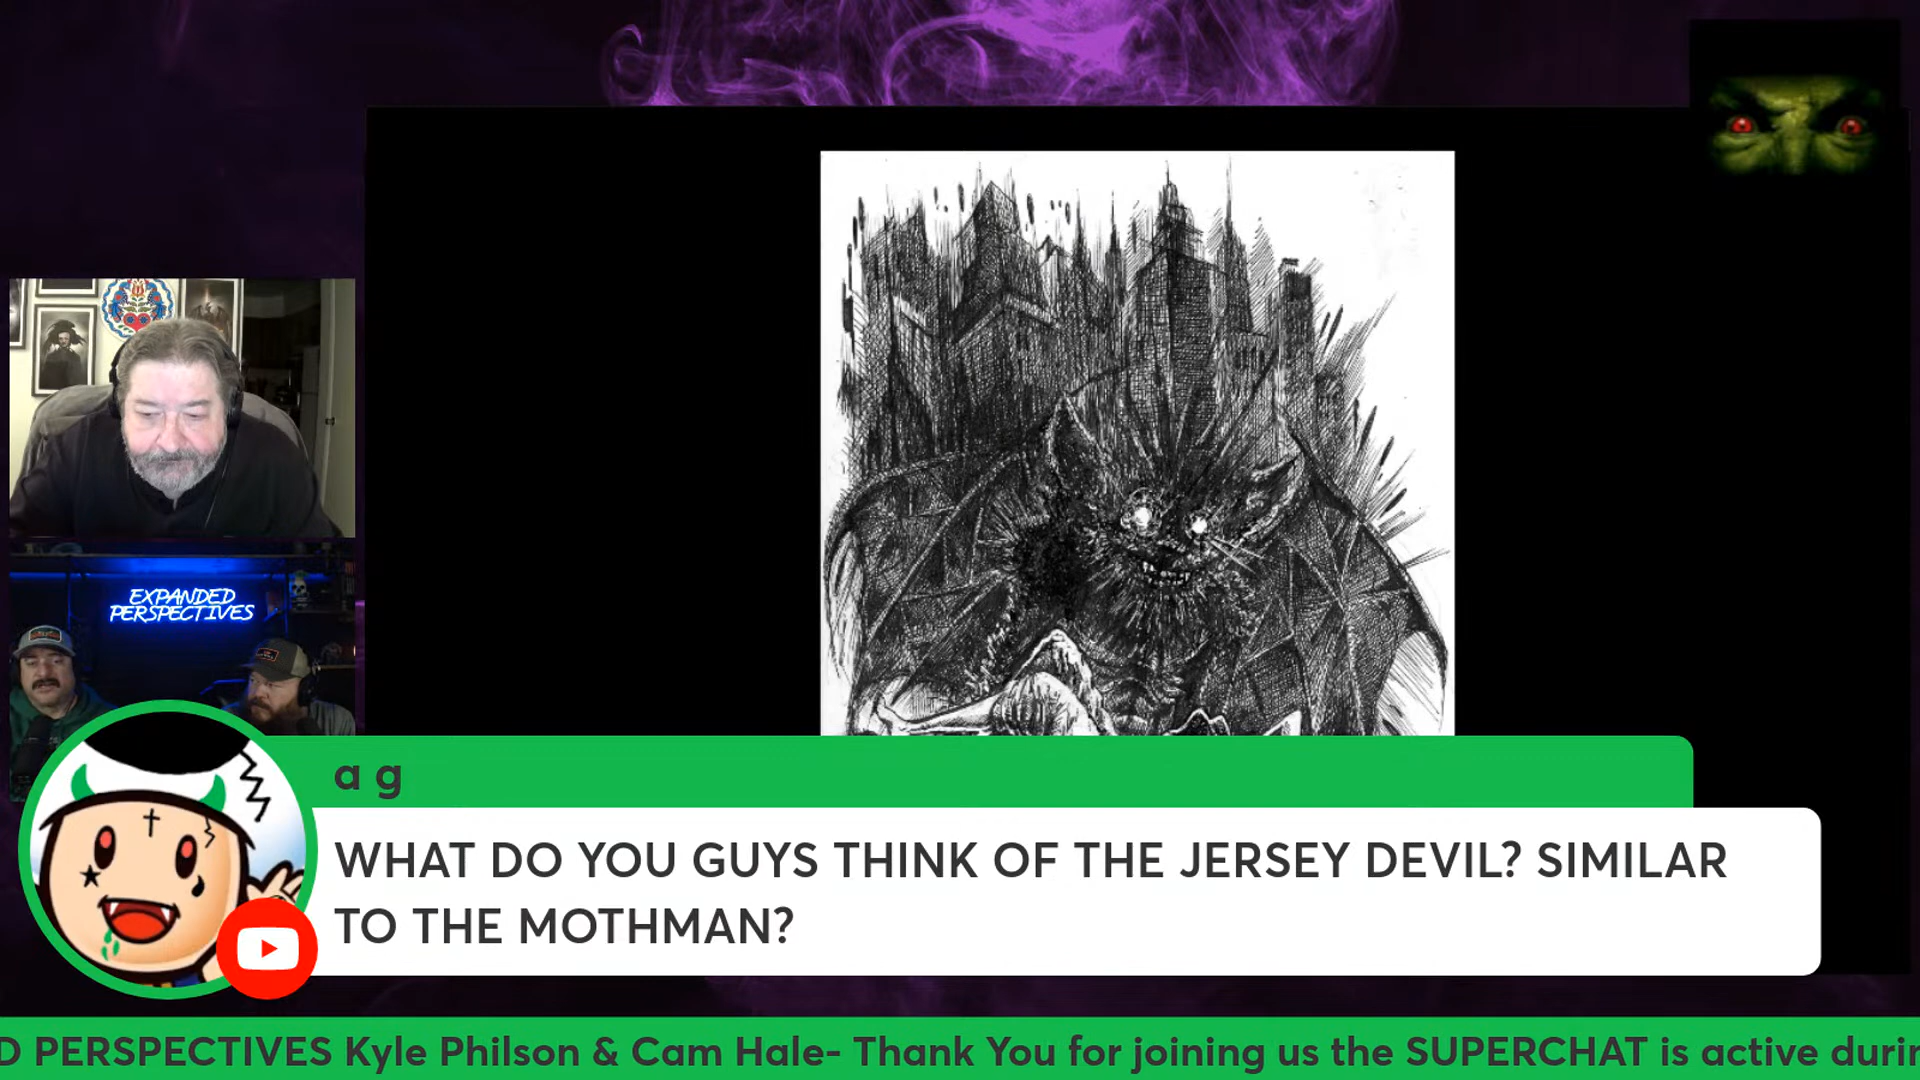 EXPANDED
PERSPECTIVES
a g
WHAT DO YOU GUYS THINK OF THE JERSEY DEVIL? SIMILAR
TO THE MOTHMAN?
D PERSPECTIVES Kyle Philson & Cam Hale- Thank You for joining us the SUPERCHAT is active durin